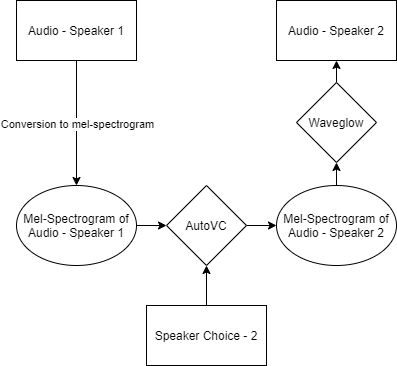 Audio - Speaker 1
Audio - Speaker 2
Conversion to mel-spectrogram
Waveglow
Mel-Spectrogram of
Audio - Speaker 1
AutoVC
Mel-Spectrogram of
Audio - Speaker 2
Speaker Choice - 2